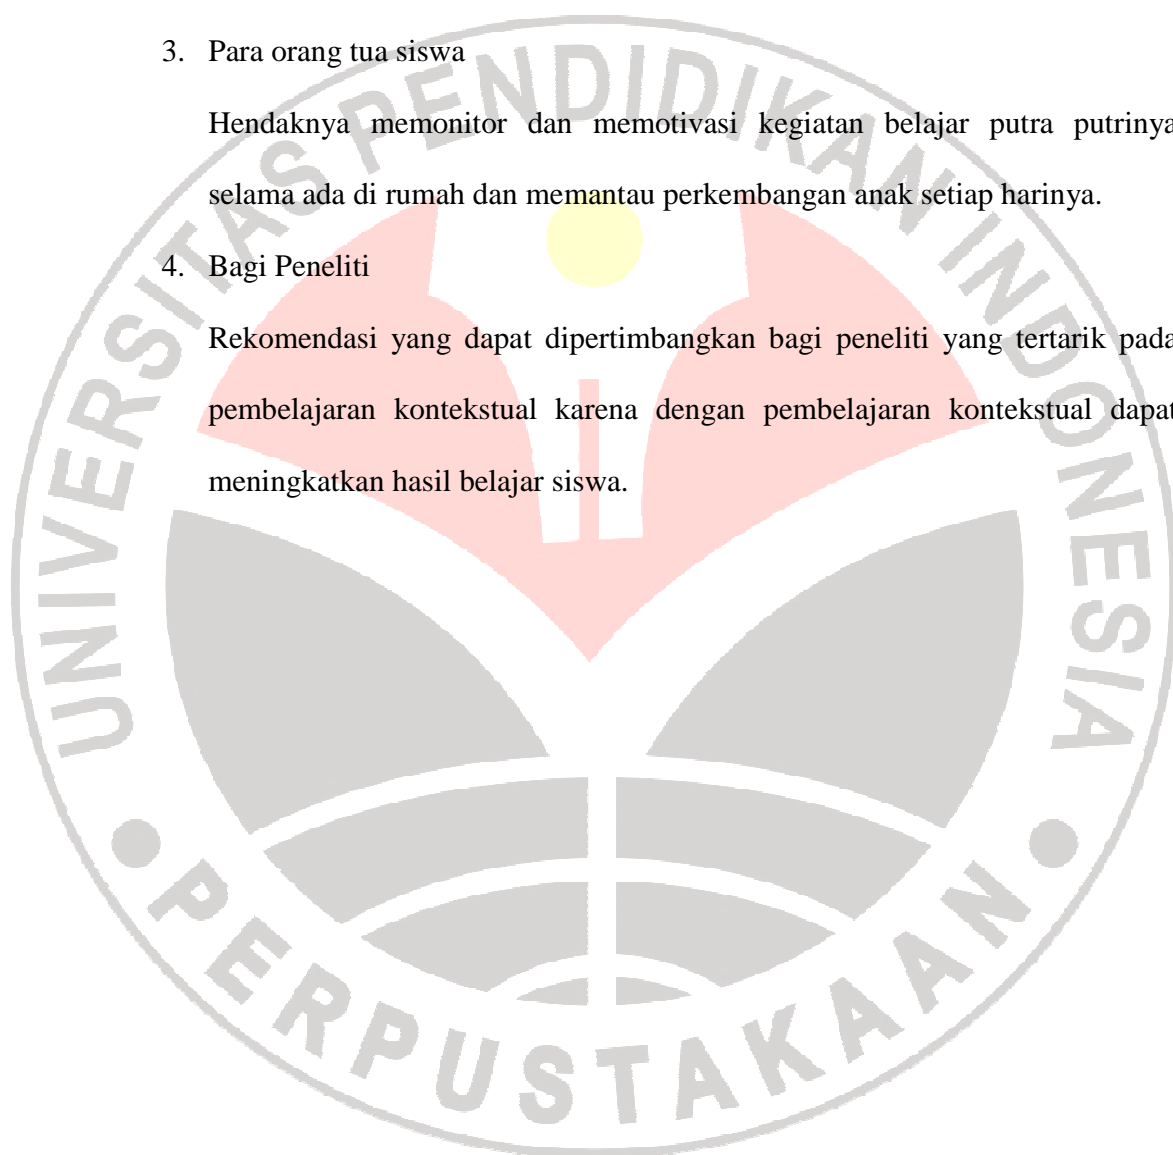 3. Para orang tua siswa
Hendaknya memonitor dan memotivasi kegiatan belajar putra putrinya
selama ada di rumah dan memantau perkembangan anak setiap harinya.
4. Bagi Peneliti
Rekomendasi yang dapat dipertimbangkan bagi peneliti yang tertarik pada
pembelajaran kontekstual karena dengan pembelajaran kontekstual dapat
meningkatkan hasil belajar siswa.
UNIVERSITAS PENDIDIKAN INDONESIA
PERPUSTAKAAN